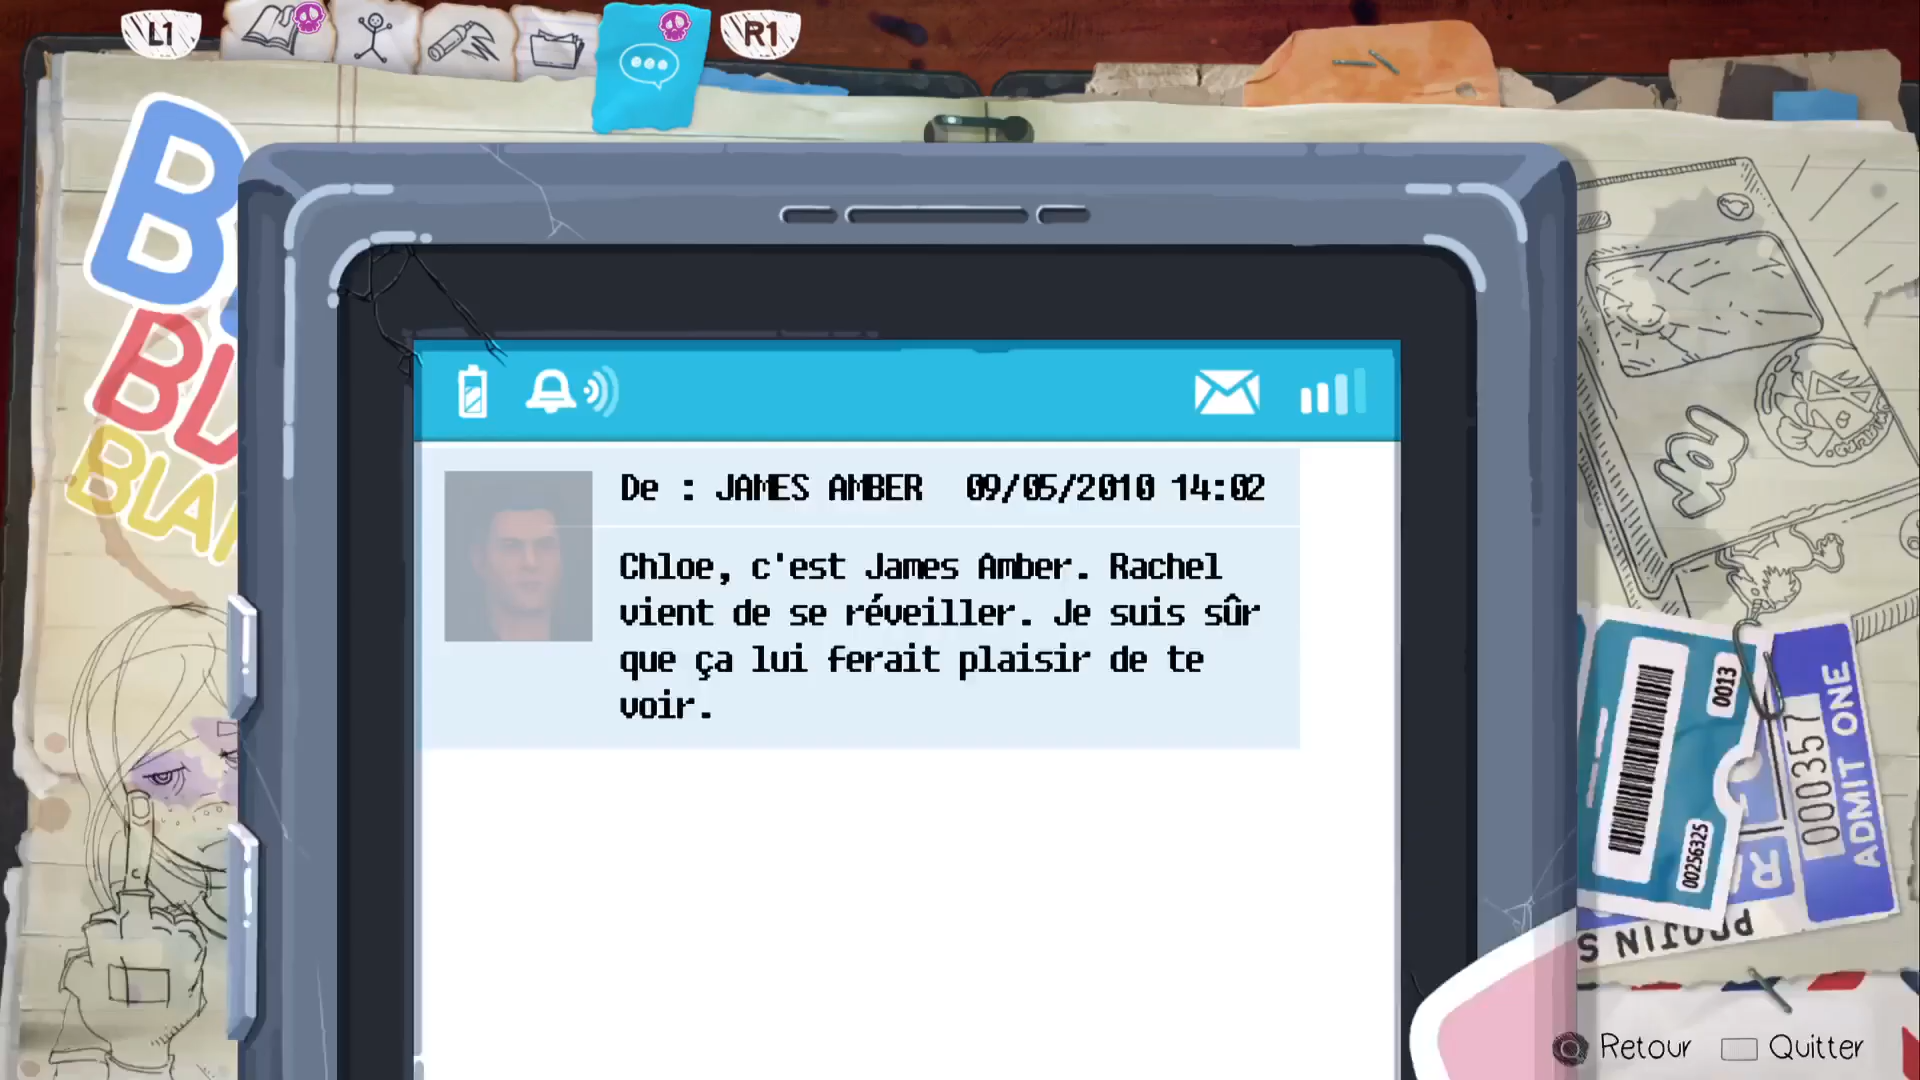 L1
R1
De : JAMES AMBER 09/05/2010 14:02
Chloe, c'est James Amber. Rachel
vient de se réveiller. Je suis sûr
que ça lui ferait plaisir de te
voir.
0013
00256325
000357
ADMIT ONE
Retour
Quitter